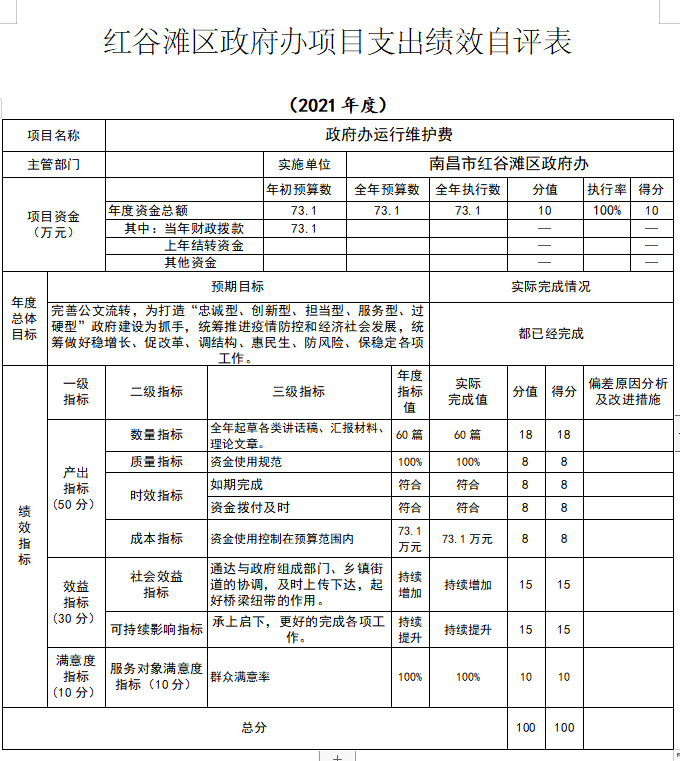 红谷滩区政府办项目支出绩效自评表
（2021 年度）
项目名称 政府办运行维护费
主管部门 实施单位 南昌市红谷滩区政府办
项目资金
（万元）
年初预算数 全年预算数 全年执行数 分值 执行率 得分
年度资金总额 73.1 73.1 73.1 10 100% 10
其中：当年财政拨款 73.1 — —
上年结转资金 — —
其他资金 — —
年度
总体
目标
预期目标 实际完成情况
完善公文流转，为打造“忠诚型、创新型、担当型、服务型、过
硬型”政府建设为抓手，统筹推进疫情防控和经济社会发展，统
筹做好稳增长、促改革、调结构、惠民生、防风险、保稳定各项
工作。
都已经完成
绩
效
指
标
一级
指标
二级指标 三级指标
年度
指标
值
实际
完成值
分值 得分
偏差原因分析
及改进措施
产出
指标
(50 分)
数量指标
全年起草各类讲话稿、汇报材料、
理论文章。
60 篇 60 篇 18 18
质量指标 资金使用规范 100% 100% 8 8
时效指标 如期完成 符合 符合 8 8
资金拨付及时 符合 符合 8 8
成本指标 资金使用控制在预算范围内
73.1
万元
73.1 万元 8 8
效益
指标
(30 分)
社会效益
指标
通达与政府组成部门、乡镇街
道的协调，及时上传下达，起
好桥梁纽带的作用。
持续
增加
持续增加 15 15
可持续影响指标
承上启下，更好的完成各项工
作。
持续
提升
持续提升 15 15
满意度
指标
(10 分)
服务对象满意度
指标（10 分）
群众满意率 100% 100% 10 10
总分 100 100